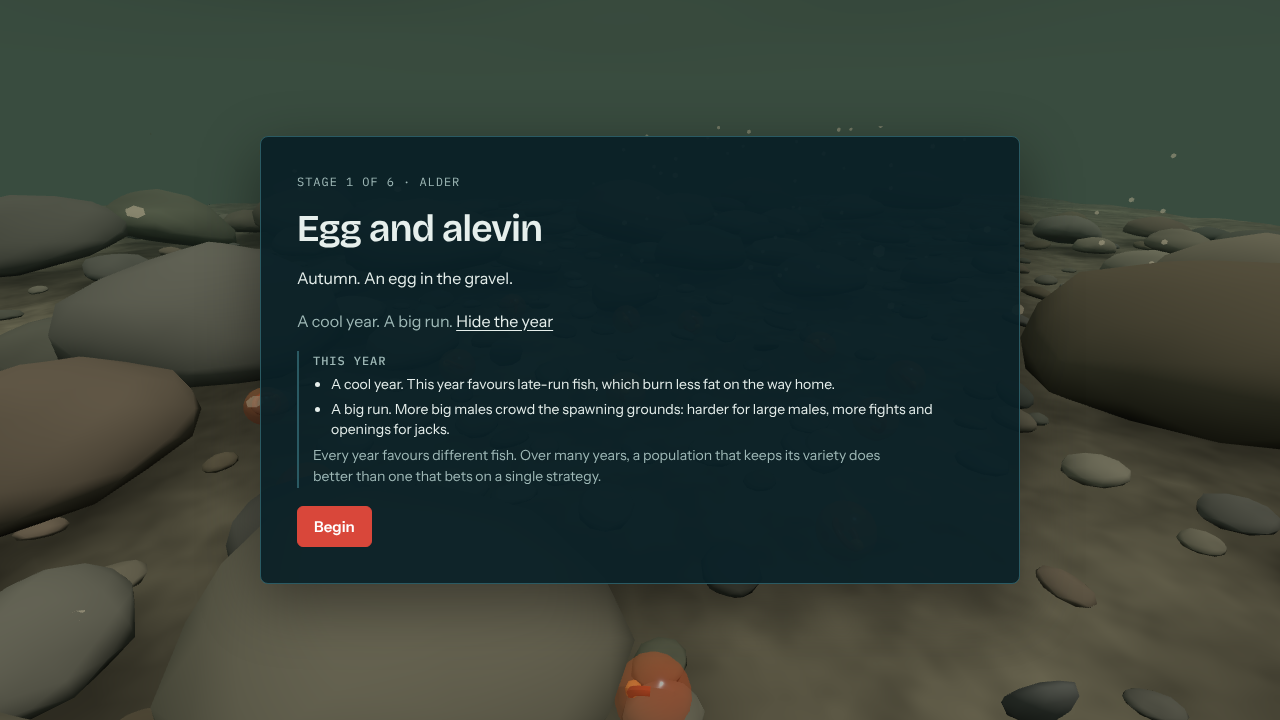 STAGE 1 OF 6 · ALDER
Egg and alevin
Autumn. An egg in the gravel.
A cool year. A big run. Hide the year
THIS YEAR
• A cool year. This year favours late-run fish, which burn less fat on the way home.
• A big run. More big males crowd the spawning grounds: harder for large males, more fights and
openings for jacks.
Every year favours different fish. Over many years, a population that keeps its variety does
better than one that bets on a single strategy.
Begin